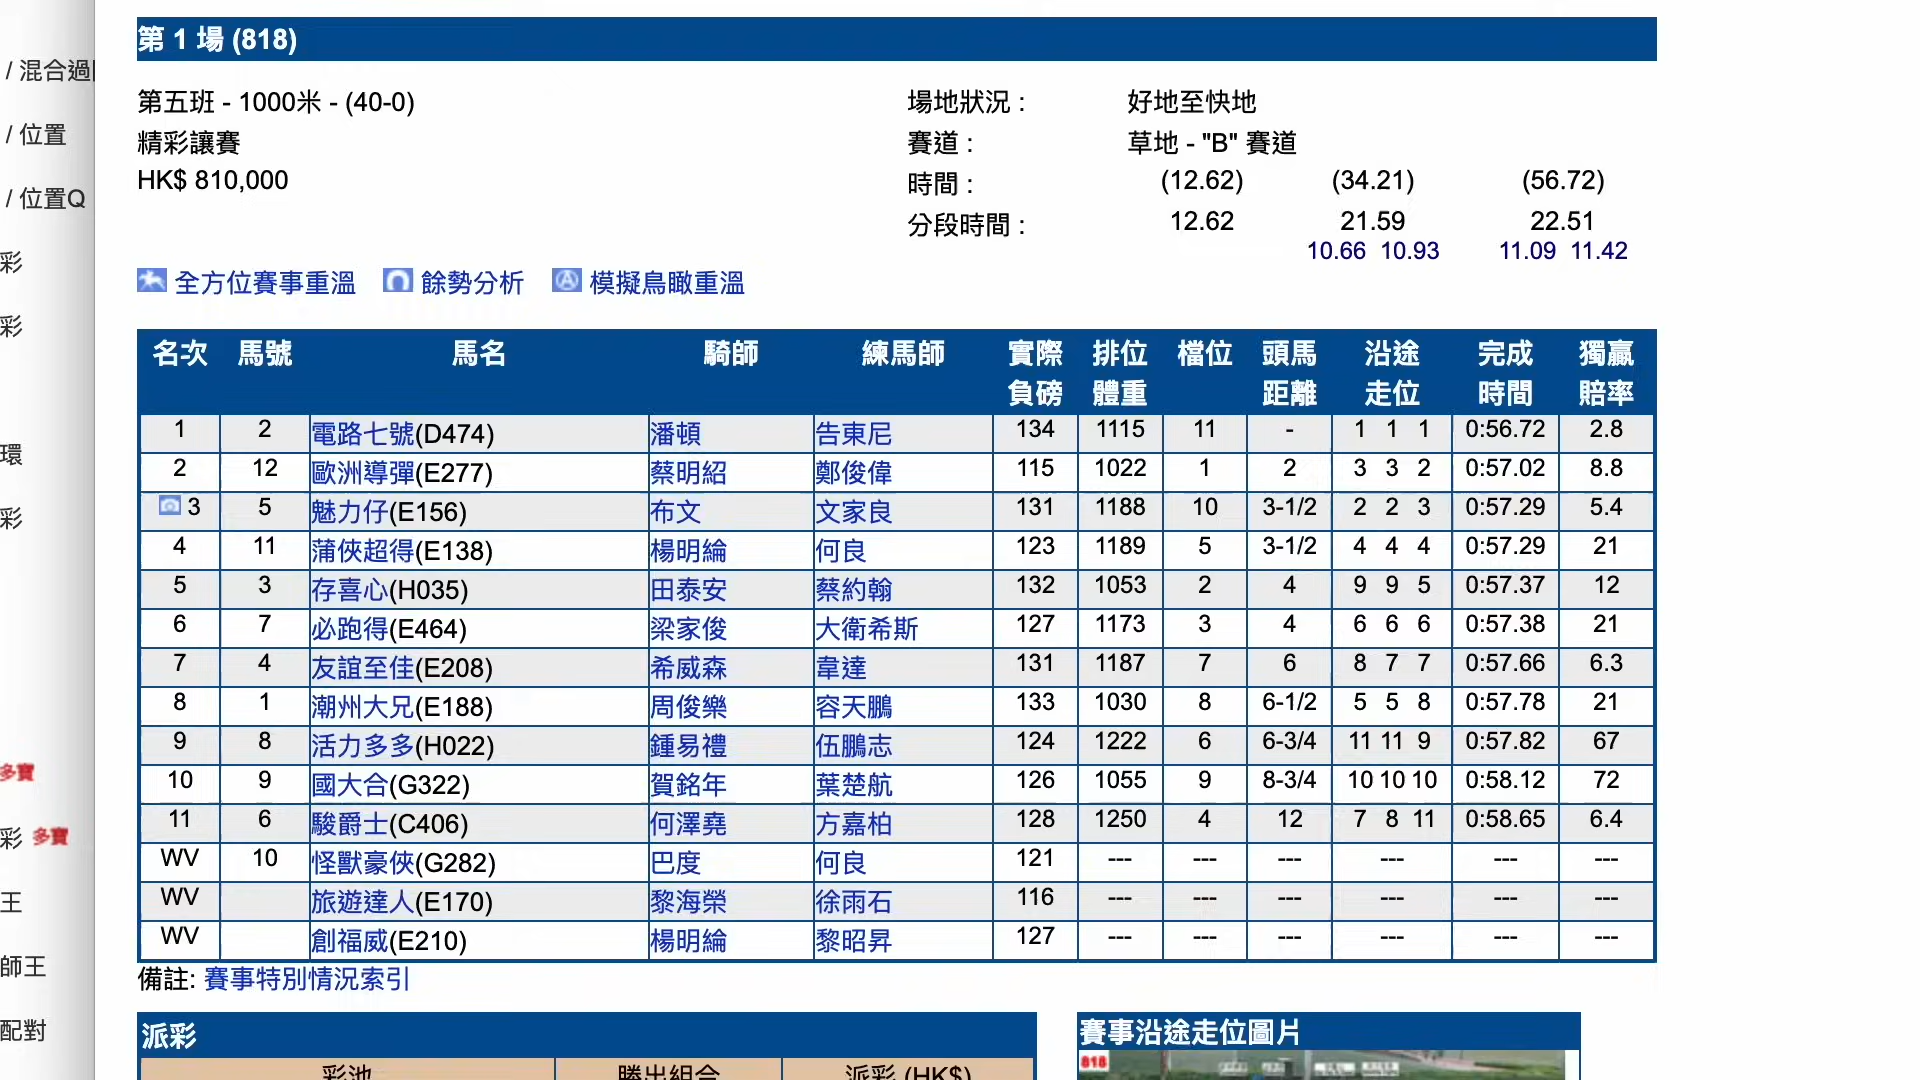 第 1 場 (818)
/ 混合過
/ 位置
/ 位置Q
彩
彩
環
彩
多寶
彩 多寶
王
師王
配對
第五班 - 1000米 - (40-0)
場地狀況 : 好地至快地
精彩讓賽
賽道 : 草地 - "B" 賽道
HK$ 810,000
時間 : (12.62) (34.21) (56.72)
分段時間 : 12.62 21.59 22.51
10.66 10.93 11.09 11.42
全方位賽事重溫 餘勢分析 模擬鳥瞰重溫
名次 馬號 馬名 騎師 練馬師 實際負磅 排位體重 檔位 頭馬距離 沿途走位 完成時間 獨贏賠率
1 2 電路七號(D474) 潘頓 告東尼 134 1115 11 - 1 1 1 0:56.72 2.8
2 12 歐洲導彈(E277) 蔡明紹 鄭俊偉 115 1022 1 2 3 3 2 0:57.02 8.8
3 5 魅力仔(E156) 布文 文家良 131 1188 10 3-1/2 2 2 3 0:57.29 5.4
4 11 蒲俠超得(E138) 楊明綸 何良 123 1189 5 3-1/2 4 4 4 0:57.29 21
5 3 存喜心(H035) 田泰安 蔡約翰 132 1053 2 4 9 9 5 0:57.37 12
6 7 必跑得(E464) 梁家俊 大衛希斯 127 1173 3 4 6 6 6 0:57.38 21
7 4 友誼至佳(E208) 希威森 韋達 131 1187 7 6 8 7 7 0:57.66 6.3
8 1 潮州大兄(E188) 周俊樂 容天鵬 133 1030 8 6-1/2 5 5 8 0:57.78 21
9 8 活力多多(H022) 鍾易禮 伍鵬志 124 1222 6 6-3/4 11 11 9 0:57.82 67
10 9 國大合(G322) 賀銘年 葉楚航 126 1055 9 8-3/4 10 10 10 0:58.12 72
11 6 駿爵士(C406) 何澤堯 方嘉柏 128 1250 4 12 7 8 11 0:58.65 6.4
WV 10 怪獸豪俠(G282) 巴度 何良 121 --- --- --- --- --- ---
WV 旅遊達人(E170) 黎海榮 徐雨石 116 --- --- --- --- --- ---
WV 創福威(E210) 楊明綸 黎昭昇 127 --- --- --- --- --- ---
備註: 賽事特別情況索引
派彩
賽事沿途走位圖片
彩池 勝出組合 派彩 (HK$)
818